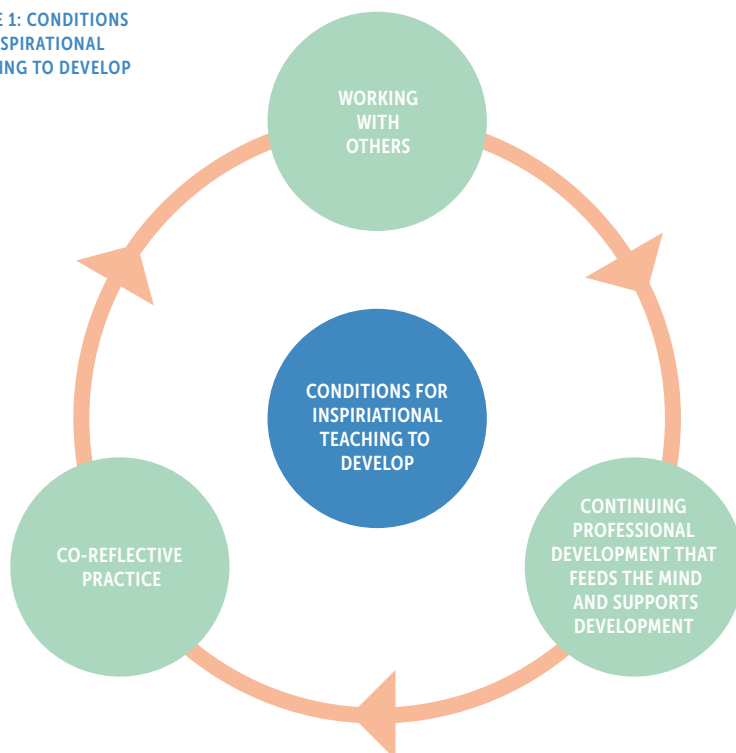 E 1: CONDITIONS
SPIRATIONAL
ING TO DEVELOP
WORKING
WITH
OTHERS
CONDITIONS FOR
INSPIRIATIONAL
TEACHING TO
DEVELOP
CONTINUING
PROFESSIONAL
DEVELOPMENT THAT
FEEDS THE MIND
AND SUPPORTS
DEVELOPMENT
CO-REFLECTIVE
PRACTICE